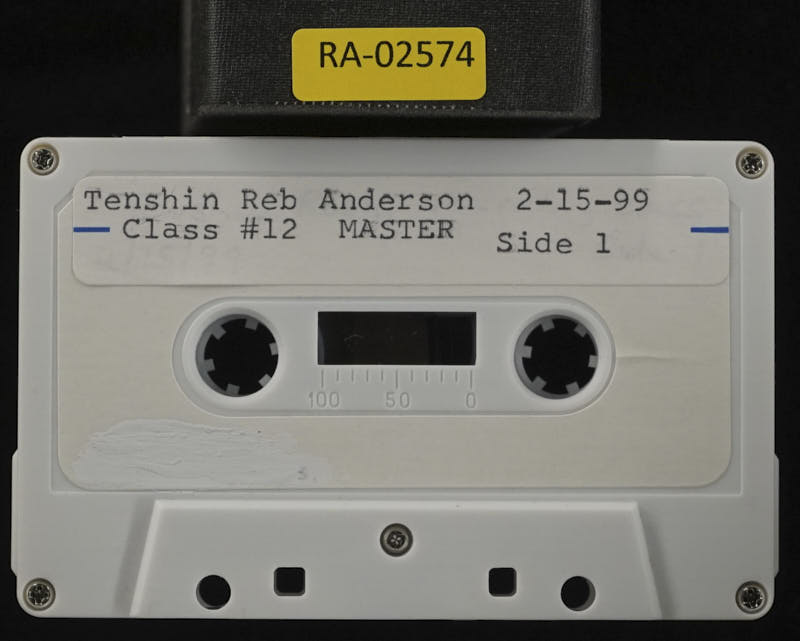 RA-02574
Tenshin Reb Anderson 2-15-99
Class #12 MASTER Side 1
100 50 0